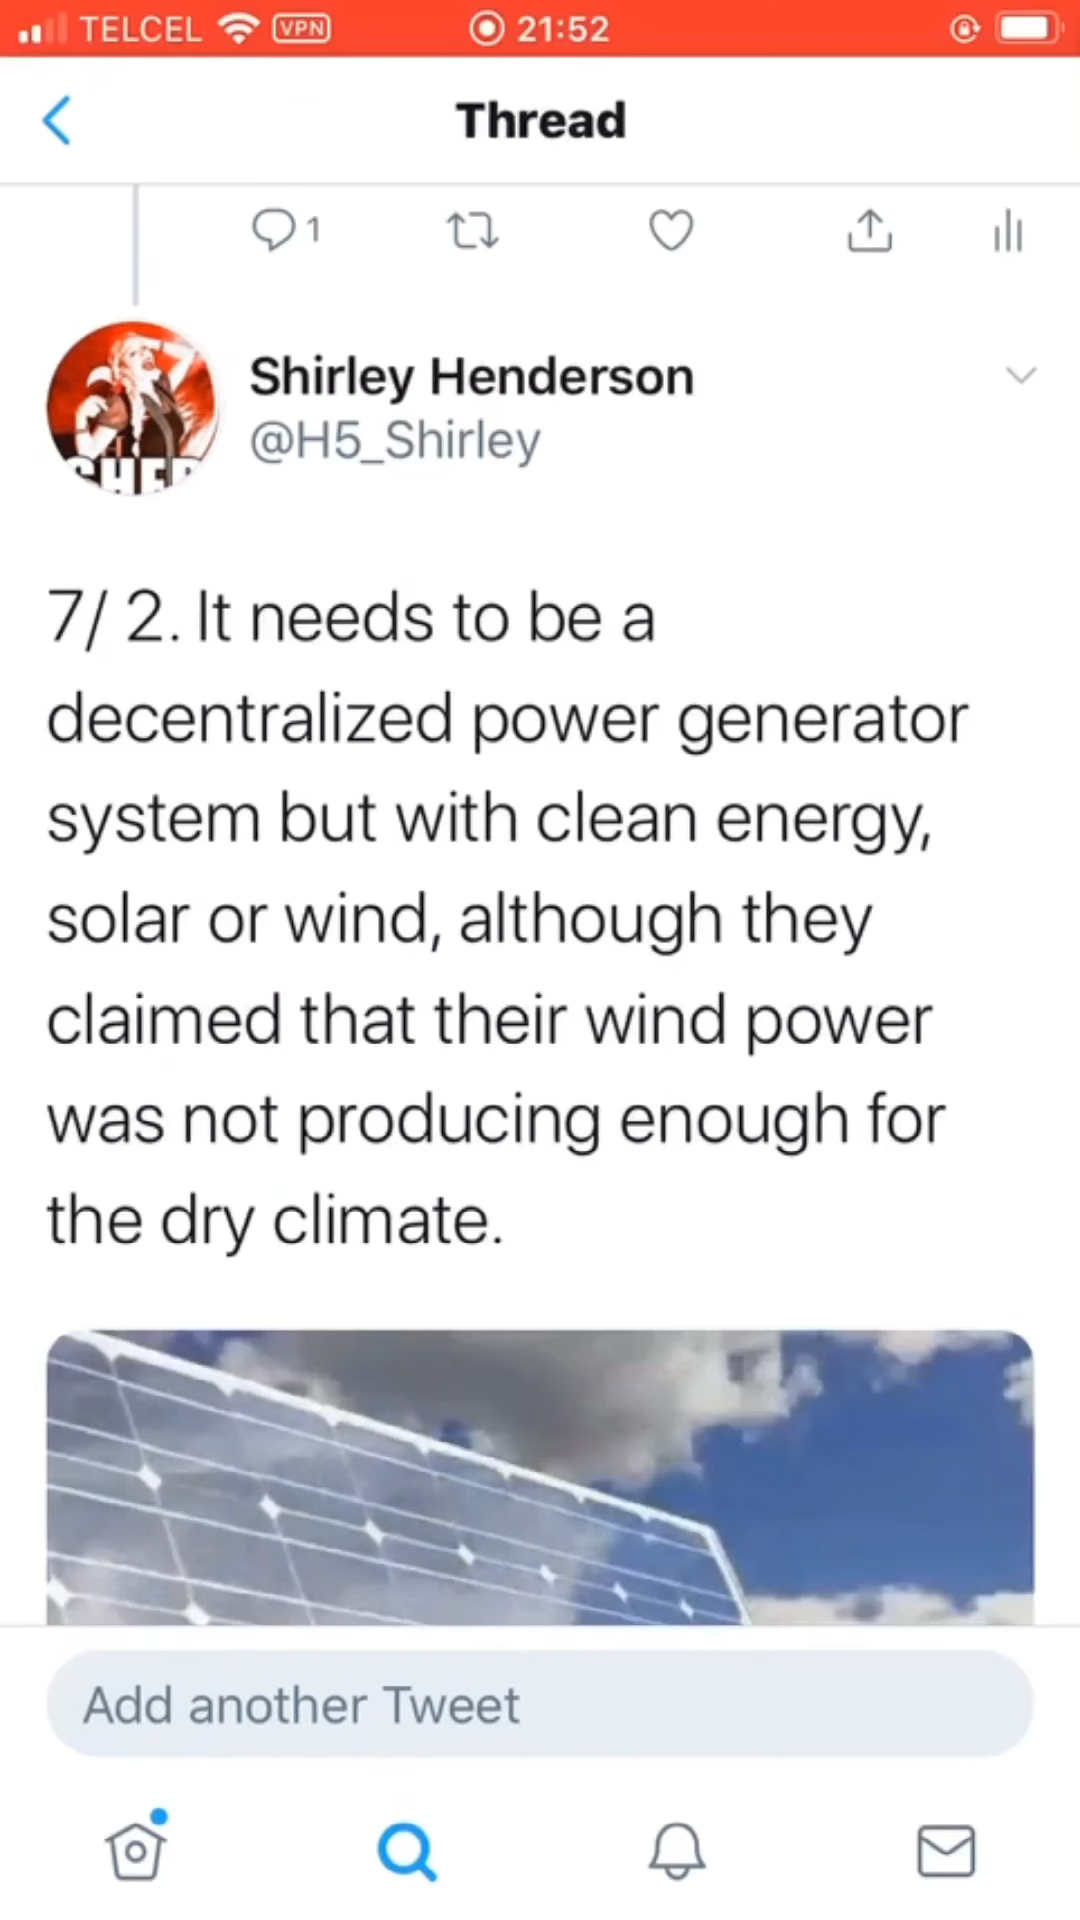 TELCEL VPN 21:52
Thread
1
Shirley Henderson
@H5_Shirley
7/ 2. It needs to be a
decentralized power generator
system but with clean energy,
solar or wind, although they
claimed that their wind power
was not producing enough for
the dry climate.
Add another Tweet